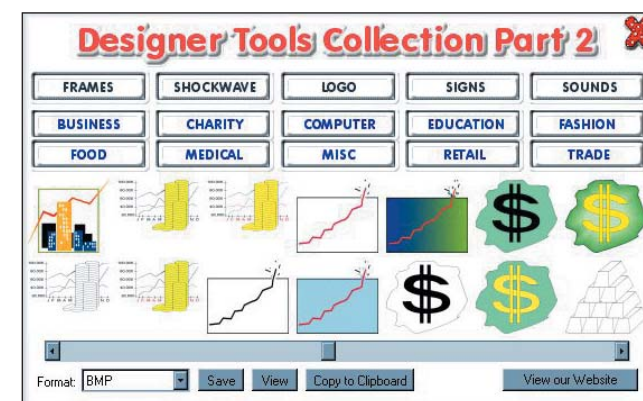 Designer Tools Collection Part 2
FRAMES SHOCKWAVE LOGO SIGNS SOUNDS
BUSINESS CHARITY COMPUTER EDUCATION FASHION
FOOD MEDICAL MISC RETAIL TRADE
$ $
$ $
Format: BMP Save View Copy to Clipboard View our Website